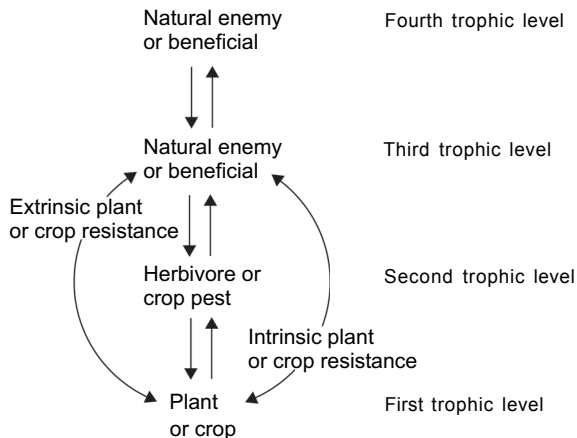 Natural enemy
or beneficial
Fourth trophic level
Natural enemy
or beneficial
Third trophic level
Extrinsic plant
or crop resistance
Herbivore or
crop pest
Second trophic level
Intrinsic plant
or crop resistance
Plant
or crop
First trophic level